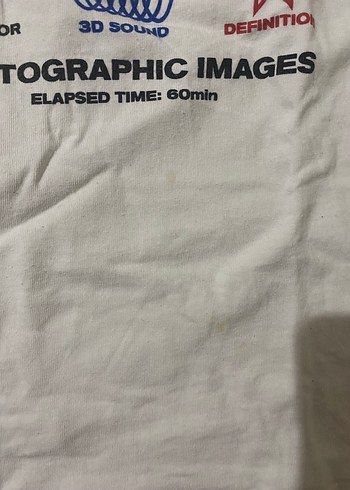 OR 3D SOUND DEFINITION
TOGRAPHIC IMAGES
ELAPSED TIME: 60min